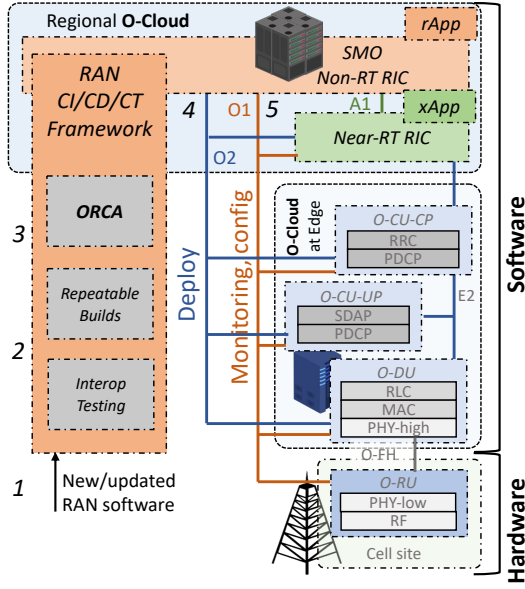 Regional O-Cloud
rApp
SMO
Non-RT RIC
RAN
CI/CD/CT
Framework
4
O1
5
A1
xApp
Near-RT RIC
O2
ORCA
3
Repeatable
Builds
2
Interop
Testing
1
New/updated
RAN software
Deploy
Monitoring, config
O-Cloud
at Edge
O-CU-CP
RRC
PDCP
E2
O-CU-UP
SDAP
PDCP
O-DU
RLC
MAC
PHY-high
O-FH
O-RU
PHY-low
RF
Cell site
Software
Hardware